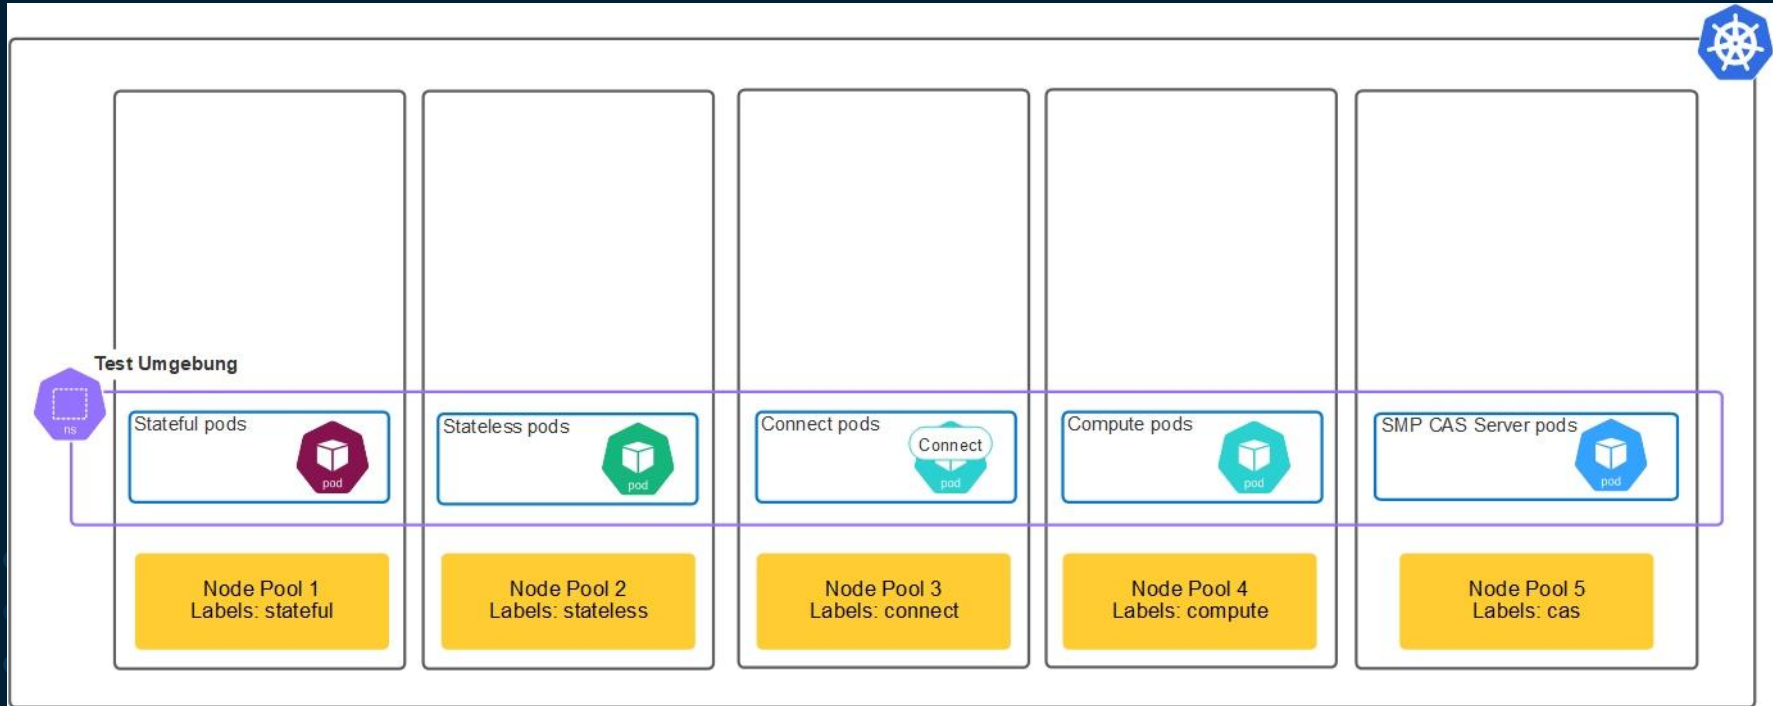 Test Umgebung
ns
Stateful pods
pod
Stateless pods
pod
Connect pods
Connect
pod
Compute pods
pod
SMP CAS Server pods
pod
Node Pool 1
Labels: stateful
Node Pool 2
Labels: stateless
Node Pool 3
Labels: connect
Node Pool 4
Labels: compute
Node Pool 5
Labels: cas